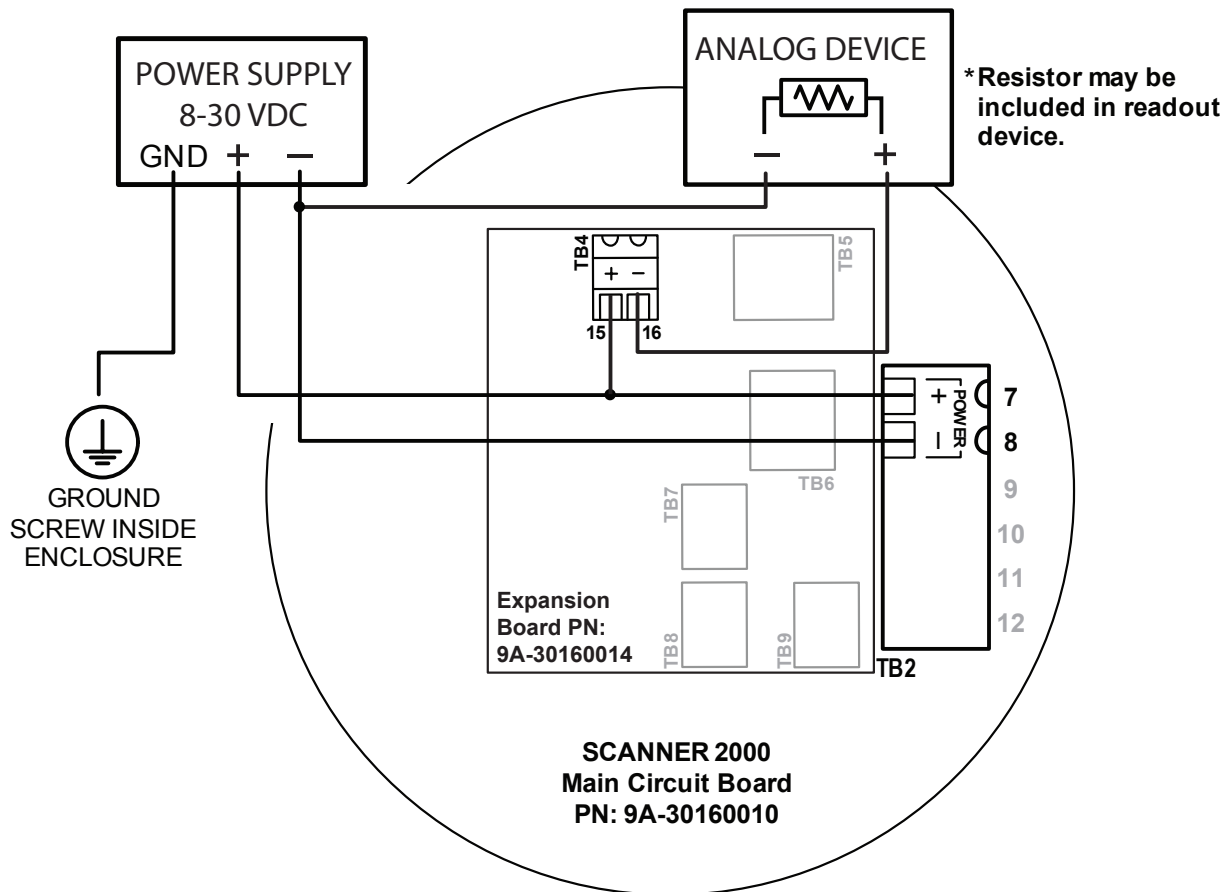 POWER SUPPLY
8-30 VDC
GND + −
ANALOG DEVICE
− +
*Resistor may be
included in readout
device.
TB4
+ −
15 16
TB5
GROUND
SCREW INSIDE
ENCLOSURE
+ −
POWER
7
8
9
10
11
12
TB6
TB7
TB8
TB9
TB2
Expansion
Board PN:
9A-30160014
SCANNER 2000
Main Circuit Board
PN: 9A-30160010